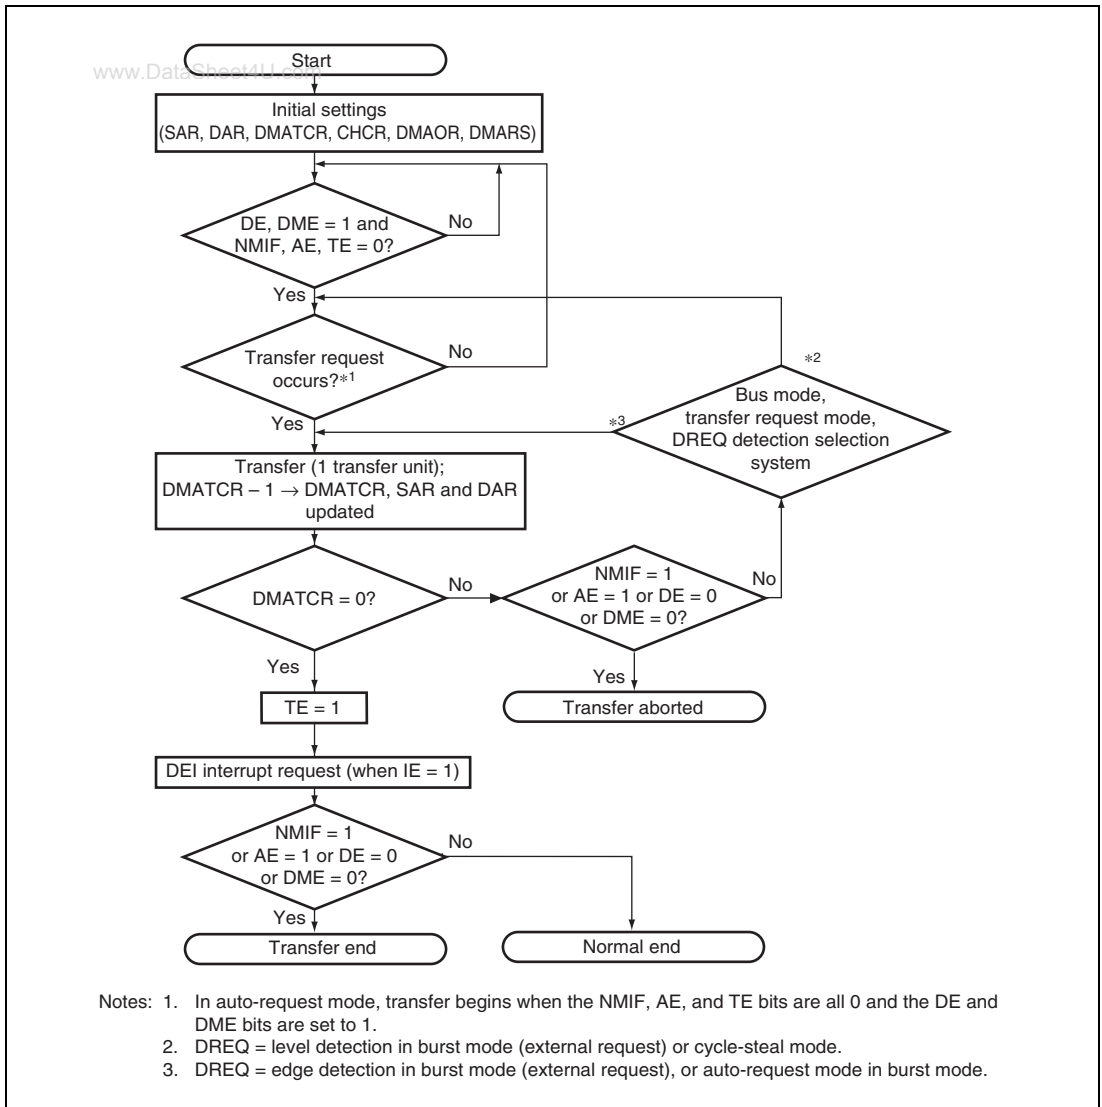 Start
www.DataSheet4U.com
Initial settings
(SAR, DAR, DMATCR, CHCR, DMAOR, DMARS)
DE, DME = 1 and
NMIF, AE, TE = 0?
No
Yes
Transfer request
occurs?*1
No
Yes
*2
Bus mode,
transfer request mode,
DREQ detection selection
system
*3
Transfer (1 transfer unit);
DMATCR – 1 → DMATCR, SAR and DAR
updated
DMATCR = 0?
No
NMIF = 1
or AE = 1 or DE = 0
or DME = 0?
No
Yes
Yes
Transfer aborted
TE = 1
DEI interrupt request (when IE = 1)
NMIF = 1
or AE = 1 or DE = 0
or DME = 0?
No
Yes
Transfer end
Normal end
Notes: 1. In auto-request mode, transfer begins when the NMIF, AE, and TE bits are all 0 and the DE and
DME bits are set to 1.
2. DREQ = level detection in burst mode (external request) or cycle-steal mode.
3. DREQ = edge detection in burst mode (external request), or auto-request mode in burst mode.